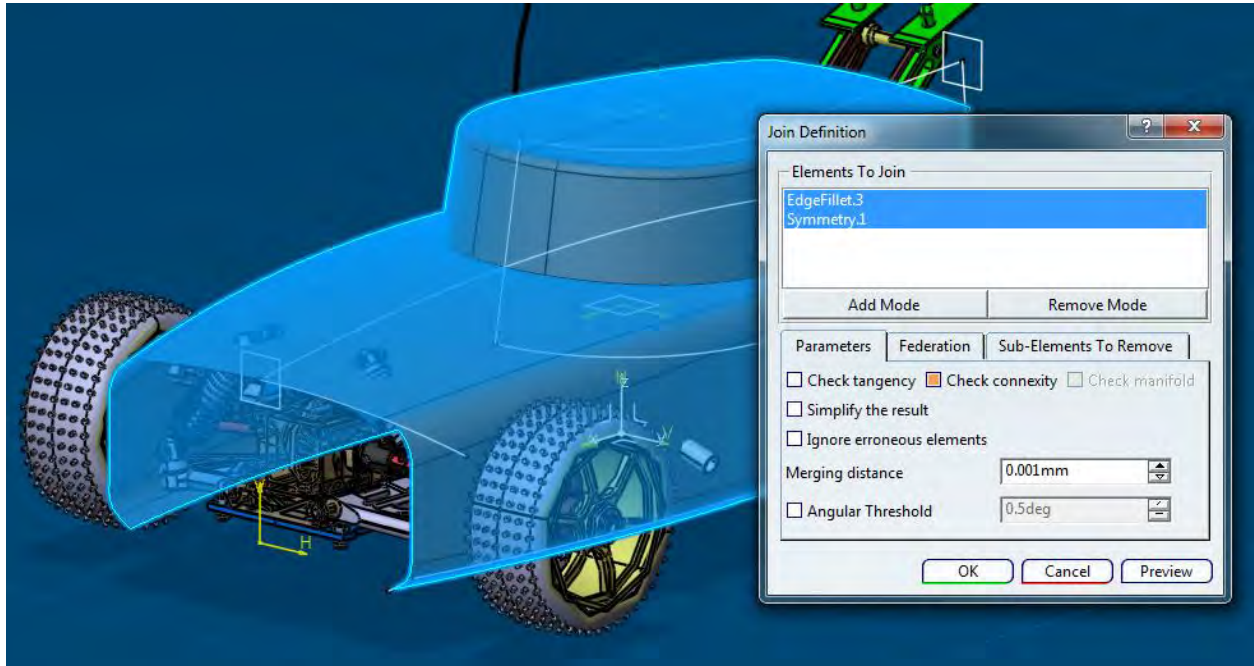 Join Definition
?
X
Elements To Join
EdgeFillet.3
Symmetry.1
Add Mode
Remove Mode
Parameters
Federation
Sub-Elements To Remove
Check tangency
Check connexity
Check manifold
Simplify the result
Ignore erroneous elements
Merging distance
0.001mm
Angular Threshold
0.5deg
OK
Cancel
Preview
H